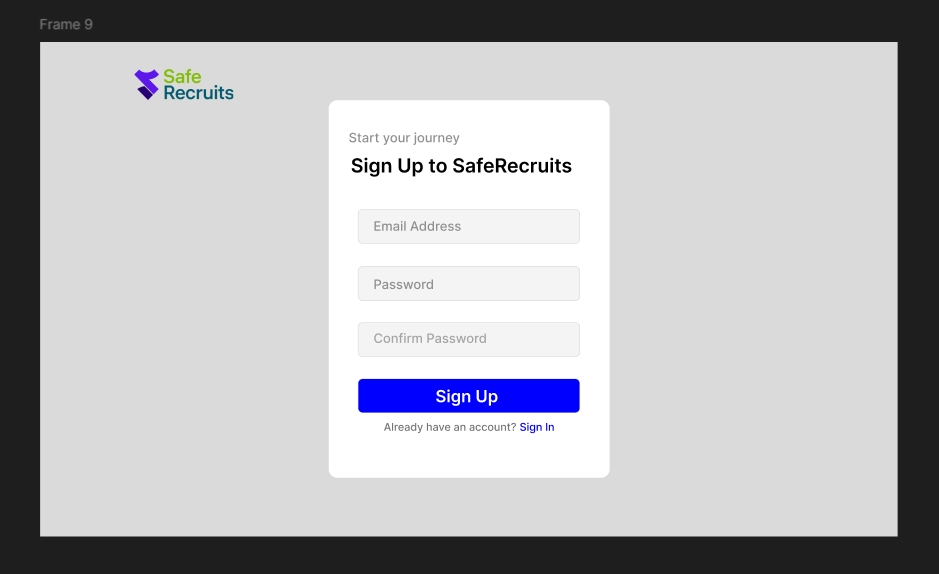 Frame 9
Safe
Recruits
Start your journey
Sign Up to SafeRecruits
Email Address
Password
Confirm Password
Sign Up
Already have an account? Sign In